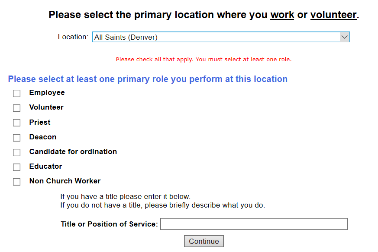 Please select the primary location where you work or volunteer.
Location: All Saints (Denver)
Please check all that apply. You must select at least one role.
Please select at least one primary role you perform at this location
Employee
Volunteer
Priest
Deacon
Candidate for ordination
Educator
Non Church Worker
If you have a title please enter it below.
If you do not have a title, please briefly describe what you do.
Title or Position of Service:
Continue